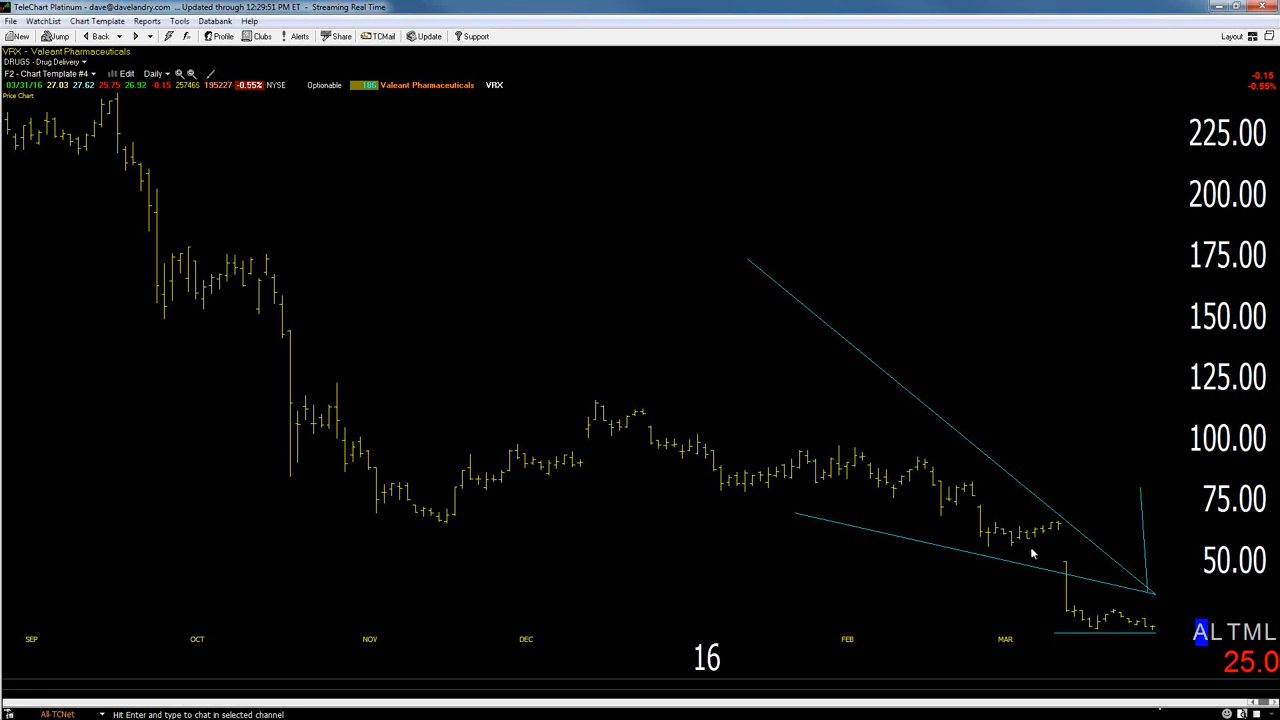 TeleChart Platinum - dave@davelandry.com ... Updated through 12:29:51 PM ET - Streaming Real Time
File WatchList Chart Template Reports Tools Databank Help
New Jump Back Profile Clubs Alerts Share TCMail Update Support Layout
VRX - Valeant Pharmaceuticals
DRUGS - Drug Delivery
F2 - Chart Template #4 Edit Daily
03/31/16 27.03 27.62 25.75 26.92 -0.15 257465 195227 -0.55% NYSE Optionable 186 Valeant Pharmaceuticals VRX
-0.15
-0.55%
Price Chart
225.00
200.00
175.00
150.00
125.00
100.00
75.00
50.00
A L T M L
25.0
SEP OCT NOV DEC 16 FEB MAR
All-TCNet Hit Enter and type to chat in selected channel